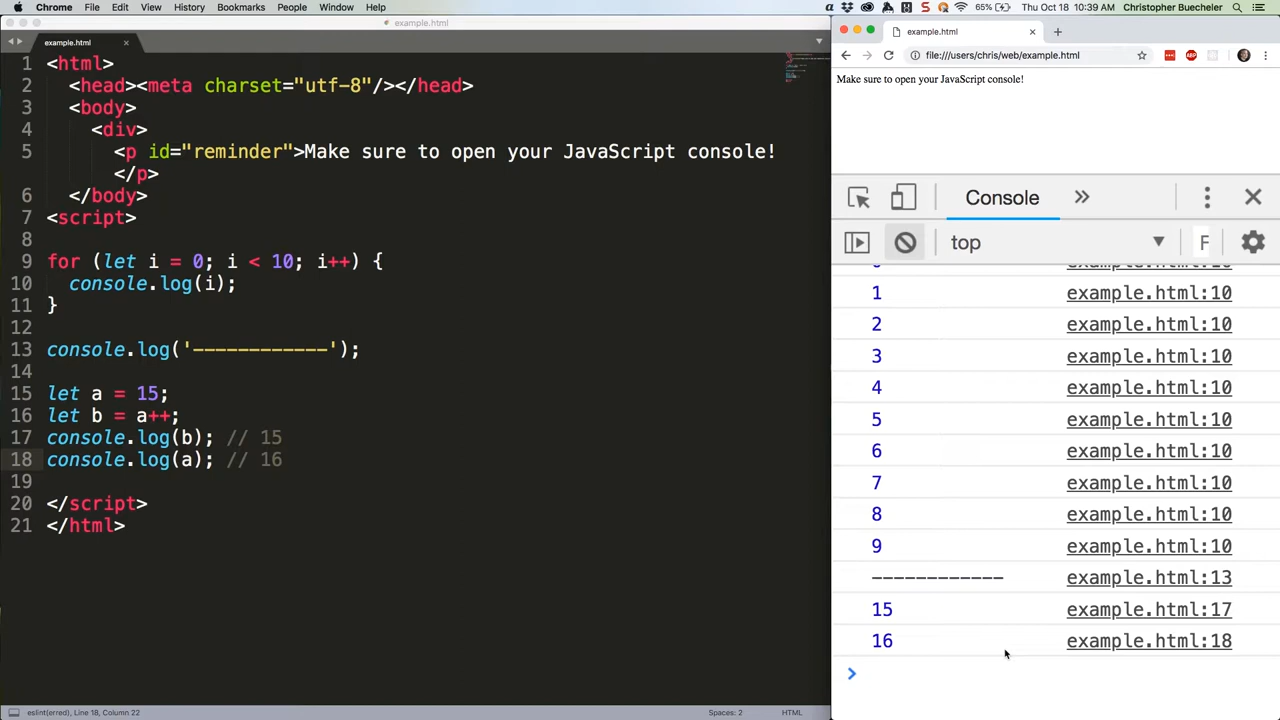 Chrome File Edit View History Bookmarks People Window Help
65% Thu Oct 18 10:39 AM Christopher Buecheler
example.html
example.html
1 <html>
2 <head><meta charset="utf-8"/></head>
3 <body>
4 <div>
5 <p id="reminder">Make sure to open your JavaScript console!
</p>
6 </body>
7 <script>
8
9 for (let i = 0; i < 10; i++) {
10 console.log(i);
11 }
12
13 console.log('------------');
14
15 let a = 15;
16 let b = a++;
17 console.log(b); // 15
18 console.log(a); // 16
19
20 </script>
21 </html>
eslint(erred), Line 18, Column 22
Spaces: 2 HTML
example.html
file:///users/chris/web/example.html
ABP
Make sure to open your JavaScript console!
Console
top F
0 example.html:10
1 example.html:10
2 example.html:10
3 example.html:10
4 example.html:10
5 example.html:10
6 example.html:10
7 example.html:10
8 example.html:10
9 example.html:10
------------ example.html:13
15 example.html:17
16 example.html:18